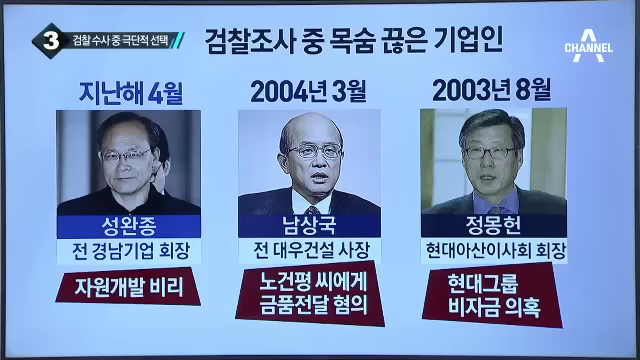 3 검찰 수사 중 극단적 선택
CHANNEL A
검찰조사 중 목숨 끊은 기업인
지난해 4월
성완종
전 경남기업 회장
자원개발 비리
2004년 3월
남상국
전 대우건설 사장
노건평 씨에게
금품전달 혐의
2003년 8월
정몽헌
현대아산이사회 회장
현대그룹
비자금 의혹